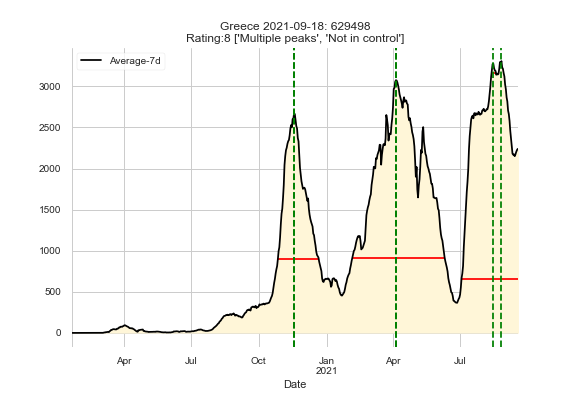 Greece 2021-09-18: 629498
Rating:8 ['Multiple peaks', 'Not in control']
Average-7d
3000
2500
2000
1500
1000
500
0
Apr
Jul
Oct
Jan
2021
Apr
Jul
Date